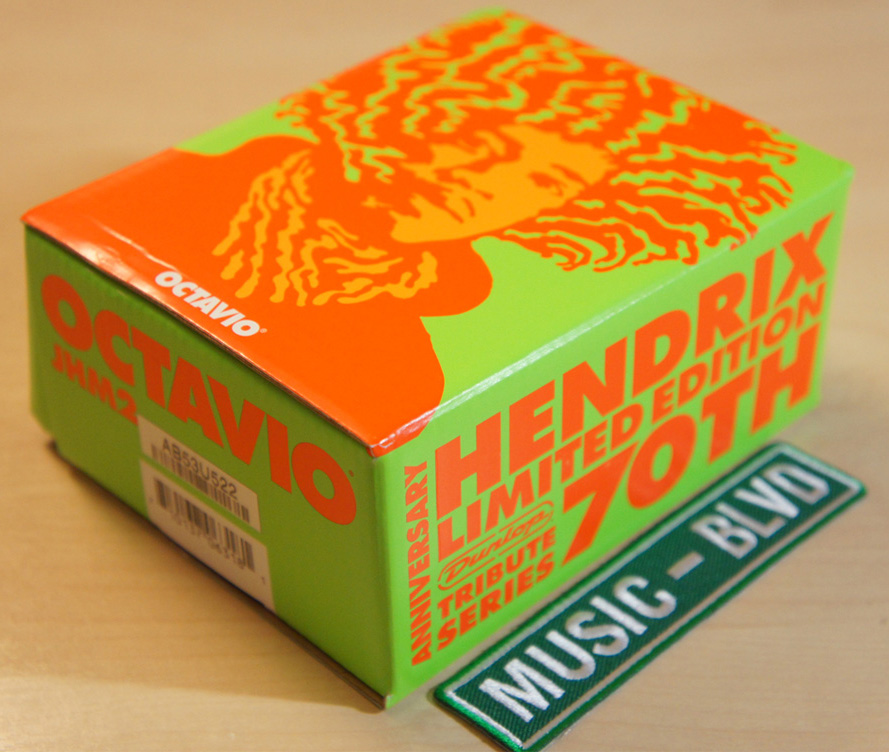 OCTAVIO
OCTAVIO
JHM2
AB53U522
HENDRIX
LIMITED EDITION
70TH
ANNIVERSARY
Dunlop
TRIBUTE
SERIES
MUSIC - BLVD